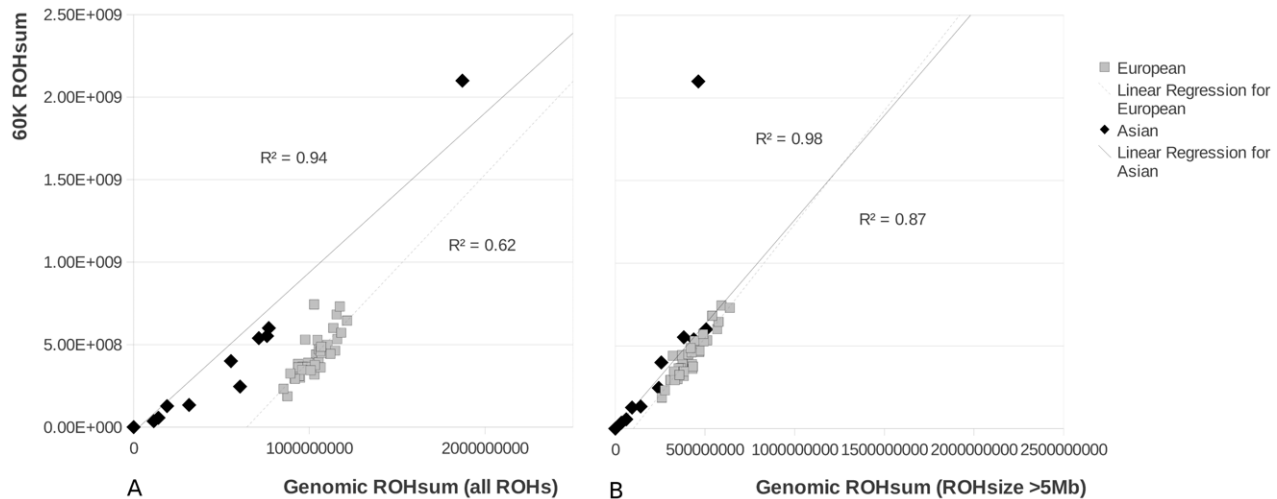 60K ROHsum
2.50E+009
2.00E+009
1.50E+009
1.00E+009
5.00E+008
0.00E+000
R² = 0.94
R² = 0.62
0
1000000000
2000000000
A
Genomic ROHsum (all ROHs)
R² = 0.98
R² = 0.87
0
500000000
1000000000
1500000000
2000000000
2500000000
B
Genomic ROHsum (ROHsize >5Mb)
European
Linear Regression for
European
Asian
Linear Regression for
Asian